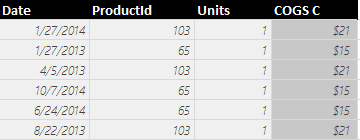 Date ProductId Units COGS C
1/27/2014 103 1 $21
1/27/2013 65 1 $15
4/5/2013 103 1 $21
10/7/2014 65 1 $15
6/24/2014 65 1 $15
8/22/2013 103 1 $21